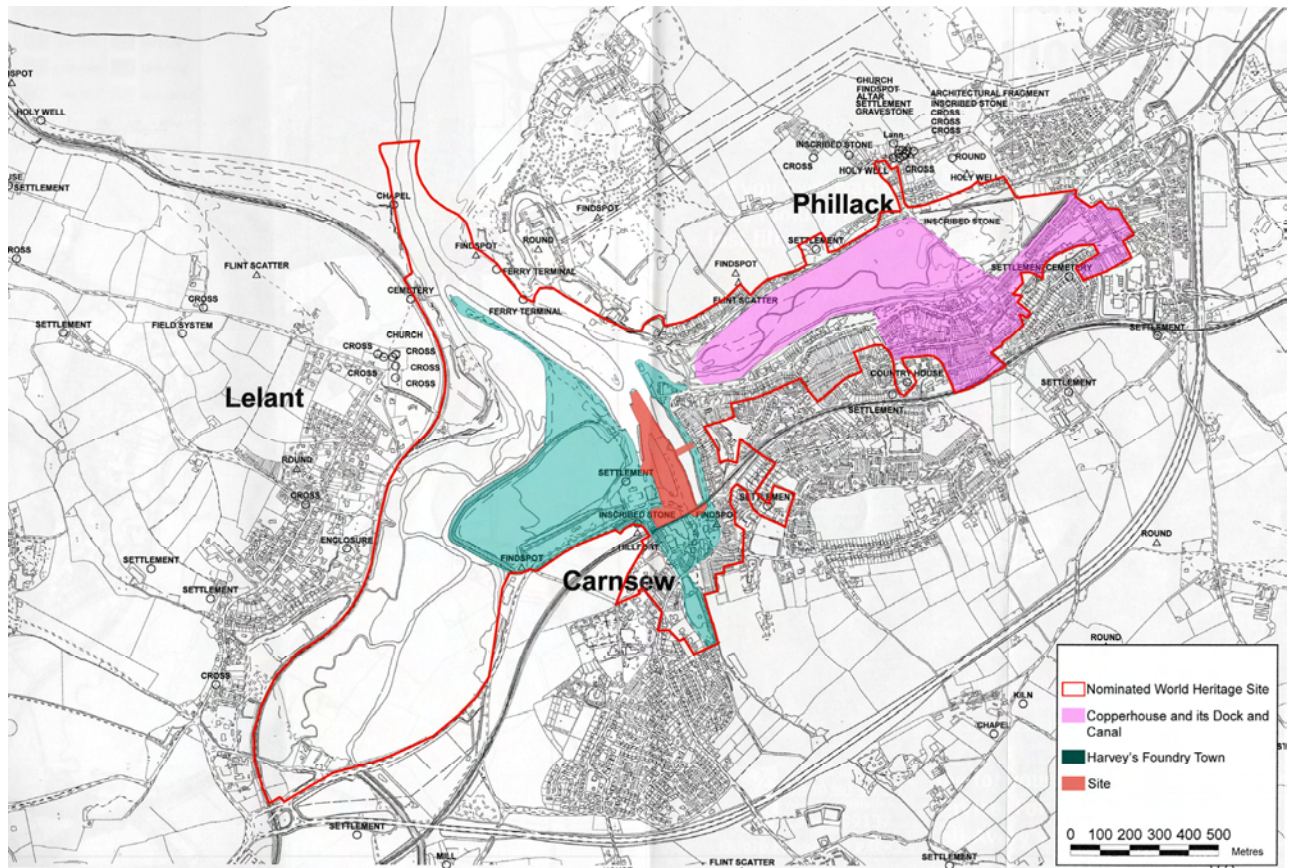 NDSPOT
HOLY WELL
SETTLEMENT
CHAPEL
FINDSPOT
ROUND
FINDSPOT
FERRY TERMINAL
FERRY TERMINAL
FLINT SCATTER
CROSS
FIELD SYSTEM
SETTLEMENT
CEMETERY
CHURCH
CROSS
CROSS
CROSS
CROSS
CROSS
Lelant
ROUND
CROSS
ENCLOSURE
SETTLEMENT
SETTLEMENT
CROSS
CHURCH
FINDSPOT
ALTAR
SETTLEMENT
GRAVESTONE
ARCHITECTURAL FRAGMENT
INSCRIBED STONE
CROSS
CROSS
CROSS
Lann
INSCRIBED STONE
CROSS
HOLY WELL
CROSS
ROUND
HOLY WELL
Phillack
INSCRIBED STONE
SETTLEMENT
FINDSPOT
FLINT SCATTER
SETTLEMENT
CEMETERY
SETTLEMENT
COUNTRY HOUSE
SETTLEMENT
SETTLEMENT
SETTLEMENT
INSCRIBED STONE
FINDSPOT
SETTLEMENT
HILLFORT
FINDSPOT
Carnsew
ROUND
ROUND
KILN
CHAPEL
SETTLEMENT
MILL
FLINT SCATTER
SETTLEMENT
Nominated World Heritage Site
Copperhouse and its Dock and
Canal
Harvey's Foundry Town
Site
0 100 200 300 400 500
Metres